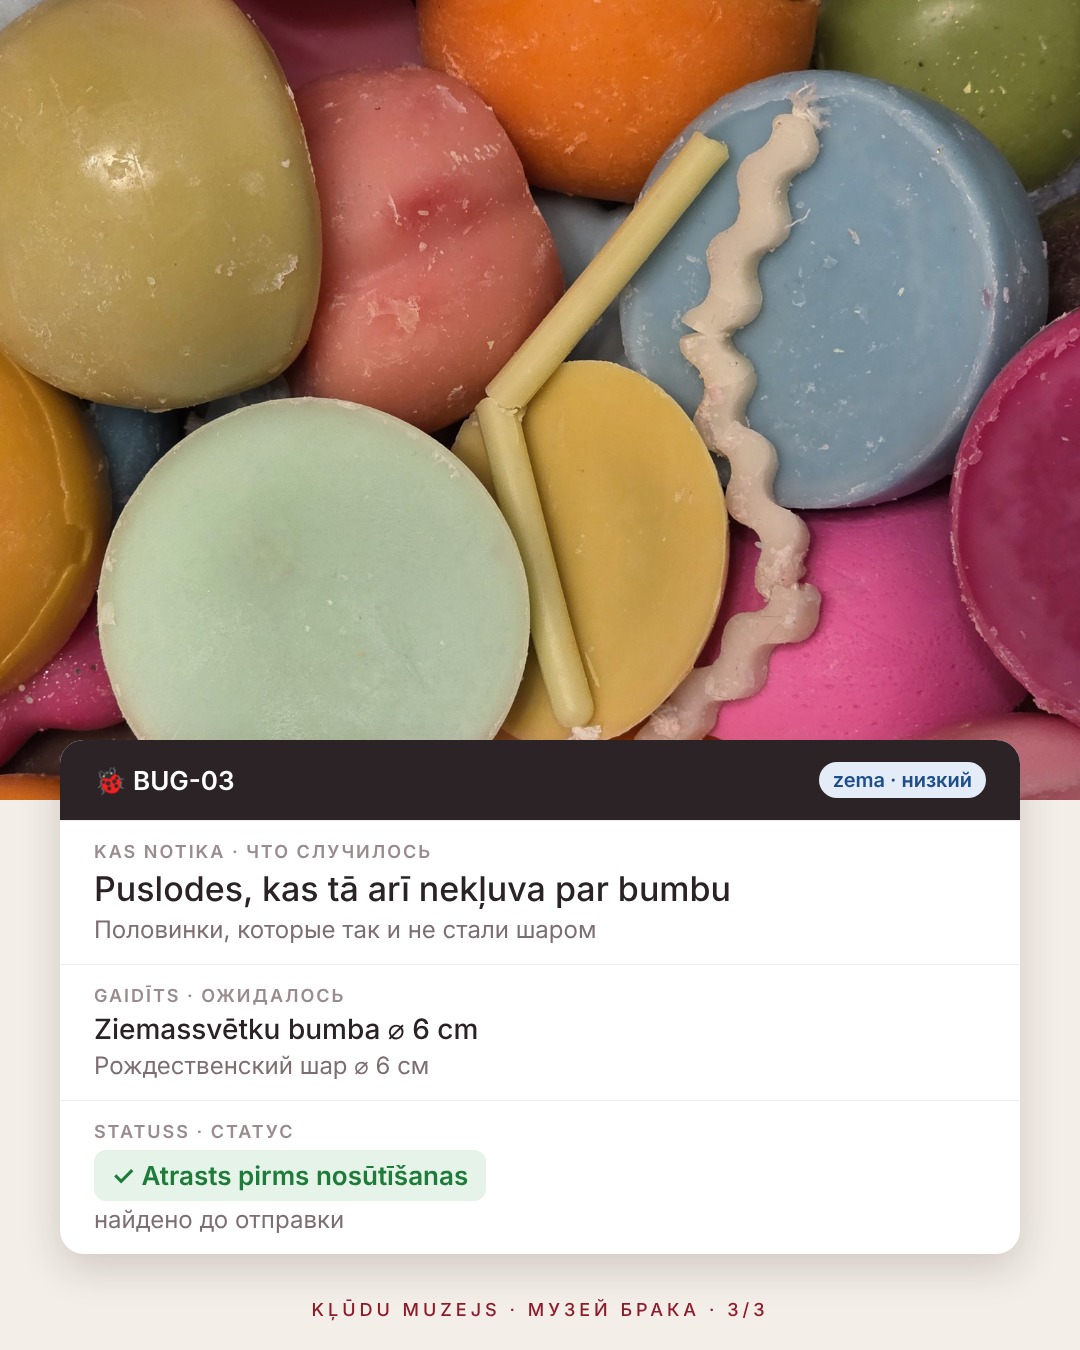 🐞 BUG-03
zema · низкий
KAS NOTIKA · ЧТО СЛУЧИЛОСЬ
Puslodes, kas tā arī nekļuva par bumbu
Половинки, которые так и не стали шаром
GAIDĪTS · ОЖИДАЛОСЬ
Ziemassvētku bumba ⌀ 6 cm
Рождественский шар ⌀ 6 см
STATUSS · СТАТУС
✓ Atrasts pirms nosūtīšanas
найдено до отправки
KĻŪDU MUZEJS · МУЗЕЙ БРАКА · 3/3